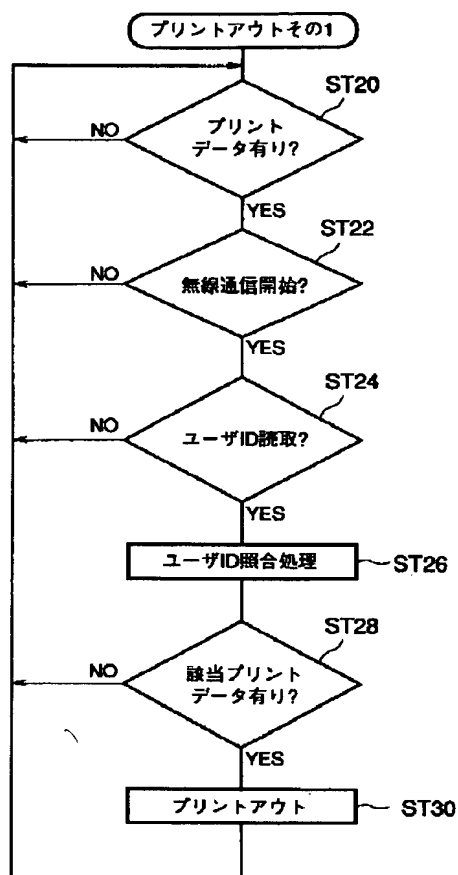 プリントアウトその1
ST20
プリント
データ有り?
NO
YES
ST22
無線通信開始?
NO
YES
ST24
ユーザID読取?
NO
YES
ユーザID照合処理
ST26
ST28
該当プリント
データ有り?
NO
YES
プリントアウト
ST30